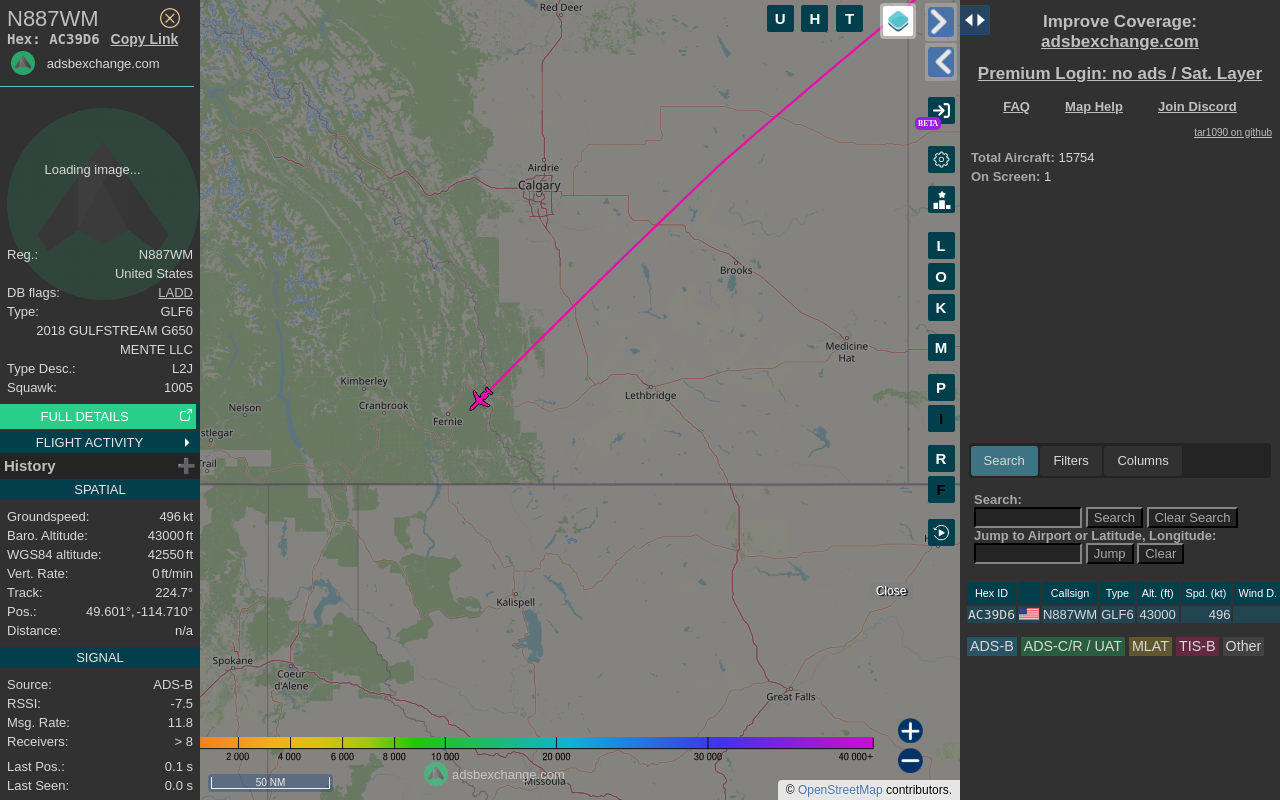 N887WM
Hex: AC39D6 Copy Link
adsbexchange.com
Loading image...
Reg.: N887WM
United States
DB flags: LADD
Type: GLF6
2018 GULFSTREAM G650
MENTE LLC
Type Desc.: L2J
Squawk: 1005
FULL DETAILS
FLIGHT ACTIVITY
History
SPATIAL
Groundspeed: 496 kt
Baro. Altitude: 43000 ft
WGS84 altitude: 42550 ft
Vert. Rate: 0 ft/min
Track: 224.7°
Pos.: 49.601°, -114.710°
Distance: n/a
SIGNAL
Source: ADS-B
RSSI: -7.5
Msg. Rate: 11.8
Receivers: > 8
Last Pos.: 0.1 s
Last Seen: 0.0 s
Red Deer
Airdrie
Calgary
Brooks
Medicine
Hat
Kimberley
Cranbrook
Lethbridge
Nelson
Fernie
stlegar
Trail
Kalispell
Spokane
Coeur
d'Alene
Great Falls
Missoula
U H T
BETA
L
O
K
M
P
I
R
F
H
Close
2 000 4 000 6 000 8 000 10 000 20 000 30 000 40 000+
adsbexchange.com
50 NM
© OpenStreetMap contributors.
Improve Coverage:
adsbexchange.com
Premium Login: no ads / Sat. Layer
FAQ Map Help Join Discord
tar1090 on github
Total Aircraft: 15754
On Screen: 1
Search Filters Columns
Search:
Search Clear Search
Jump to Airport or Latitude, Longitude:
Jump Clear
Hex ID Callsign Type Alt. (ft) Spd. (kt) Wind D.
AC39D6 N887WM GLF6 43000 496
ADS-B ADS-C/R / UAT MLAT TIS-B Other